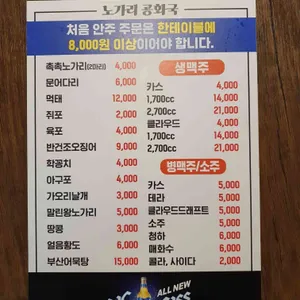 노가리 공화국
처음 안주 주문은 한테이블에
8,000원 이상이어야 합니다.
촉촉노가리(2마리) 4,000
문어다리 6,000
먹태 12,000
쥐포 2,000
육포 4,000
반건조오징어 9,000
학꽁치 4,000
아구포 4,000
가오리날개 3,000
말린왕노가리 5,000
땅콩 3,000
얼음황도 6,000
부산어묵탕 15,000
생맥주
카스 4,000
1,700cc 14,000
2,700cc 21,000
클라우드 4,000
1,700cc 14,000
2,700cc 21,000
병맥주/소주
카스 5,000
테라 5,000
클라우드드래프트 5,000
소주 5,000
청하 6,000
매화수 6,000
콜라, 사이다 2,000
ALL NEW